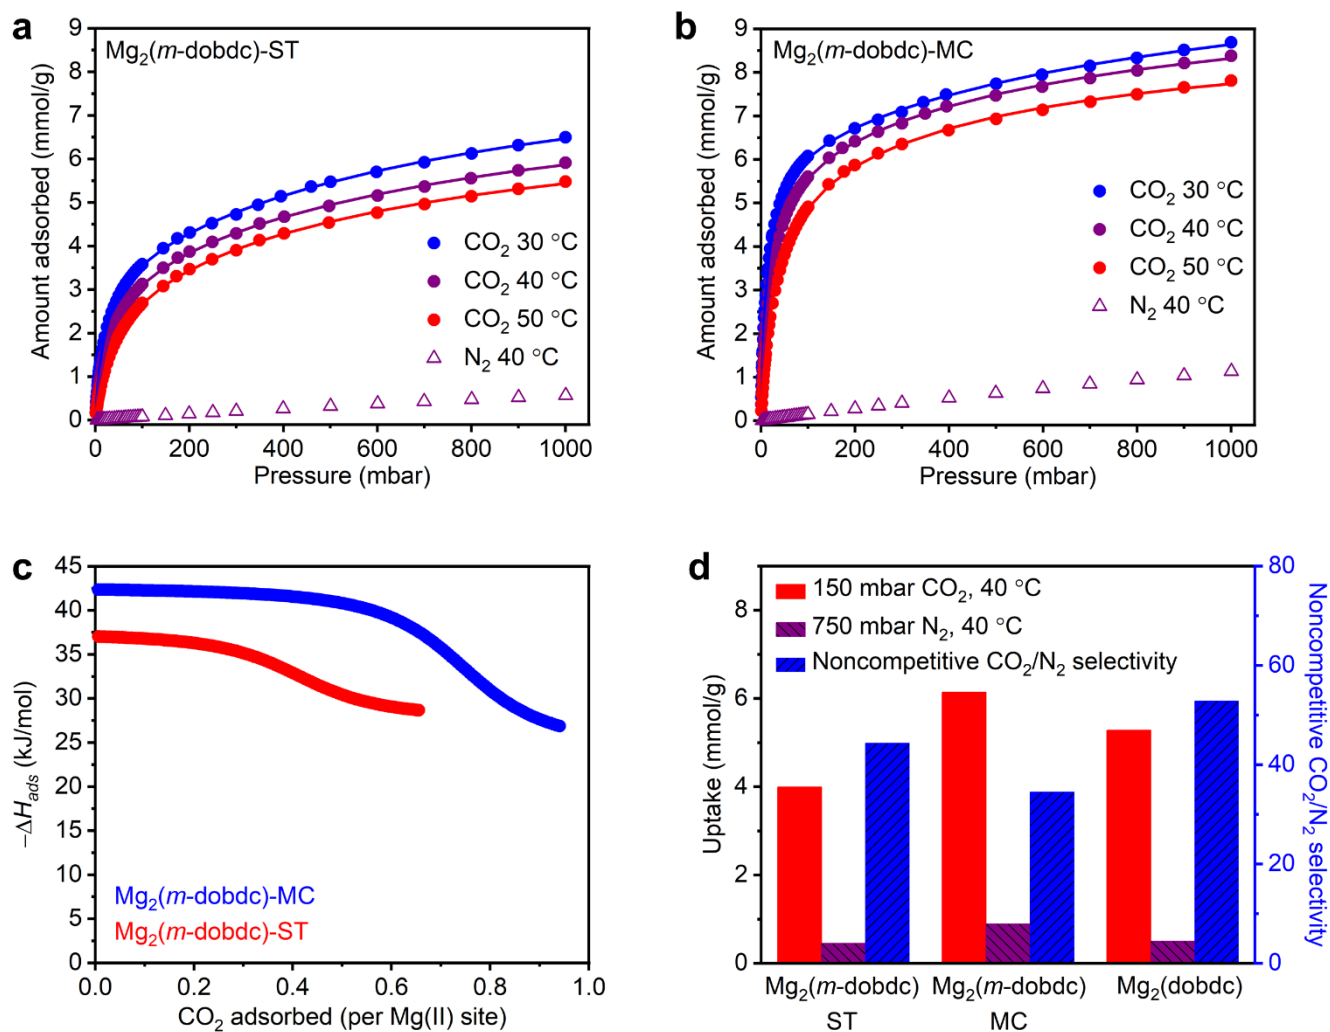 a
Mg₂(m-dobdc)-ST
Amount adsorbed (mmol/g)
9
8
7
6
5
4
3
2
1
0
CO₂ 30 °C
CO₂ 40 °C
CO₂ 50 °C
N₂ 40 °C
0 200 400 600 800 1000
Pressure (mbar)
b
Mg₂(m-dobdc)-MC
Amount adsorbed (mmol/g)
9
8
7
6
5
4
3
2
1
0
CO₂ 30 °C
CO₂ 40 °C
CO₂ 50 °C
N₂ 40 °C
0 200 400 600 800 1000
Pressure (mbar)
c
−ΔHads (kJ/mol)
45
40
35
30
25
20
15
10
5
0
Mg₂(m-dobdc)-MC
Mg₂(m-dobdc)-ST
0.0 0.2 0.4 0.6 0.8 1.0
CO₂ adsorbed (per Mg(II) site)
d
Uptake (mmol/g)
8
6
4
2
0
150 mbar CO₂, 40 °C
750 mbar N₂, 40 °C
Noncompetitive CO₂/N₂ selectivity
80
60
40
20
0
Noncompetitive CO₂/N₂ selectivity
Mg₂(m-dobdc) Mg₂(m-dobdc) Mg₂(dobdc)
ST MC